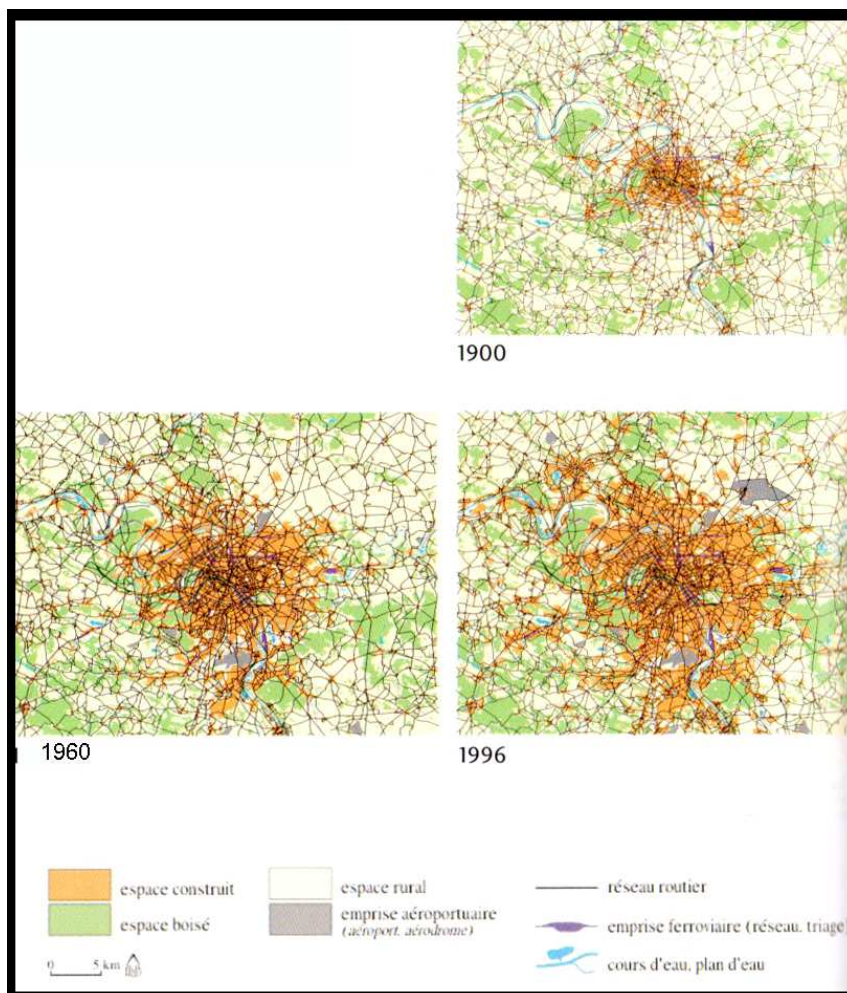 1900
1960
1996
espace construit
espace boisé
espace rural
emprise aéroportuaire
(aéroport, aérodrome)
réseau routier
emprise ferroviaire (réseau, triage)
cours d'eau, plan d'eau
0 5 km